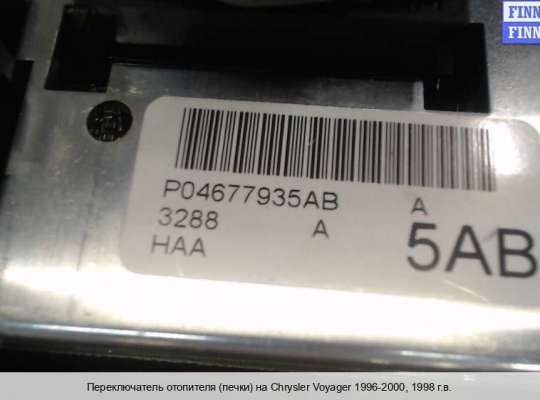 FINN
FINN
P04677935AB A
3288 A
HAA 5AB
Переключатель отопителя (печки) на Chrysler Voyager 1996-2000, 1998 г.в.